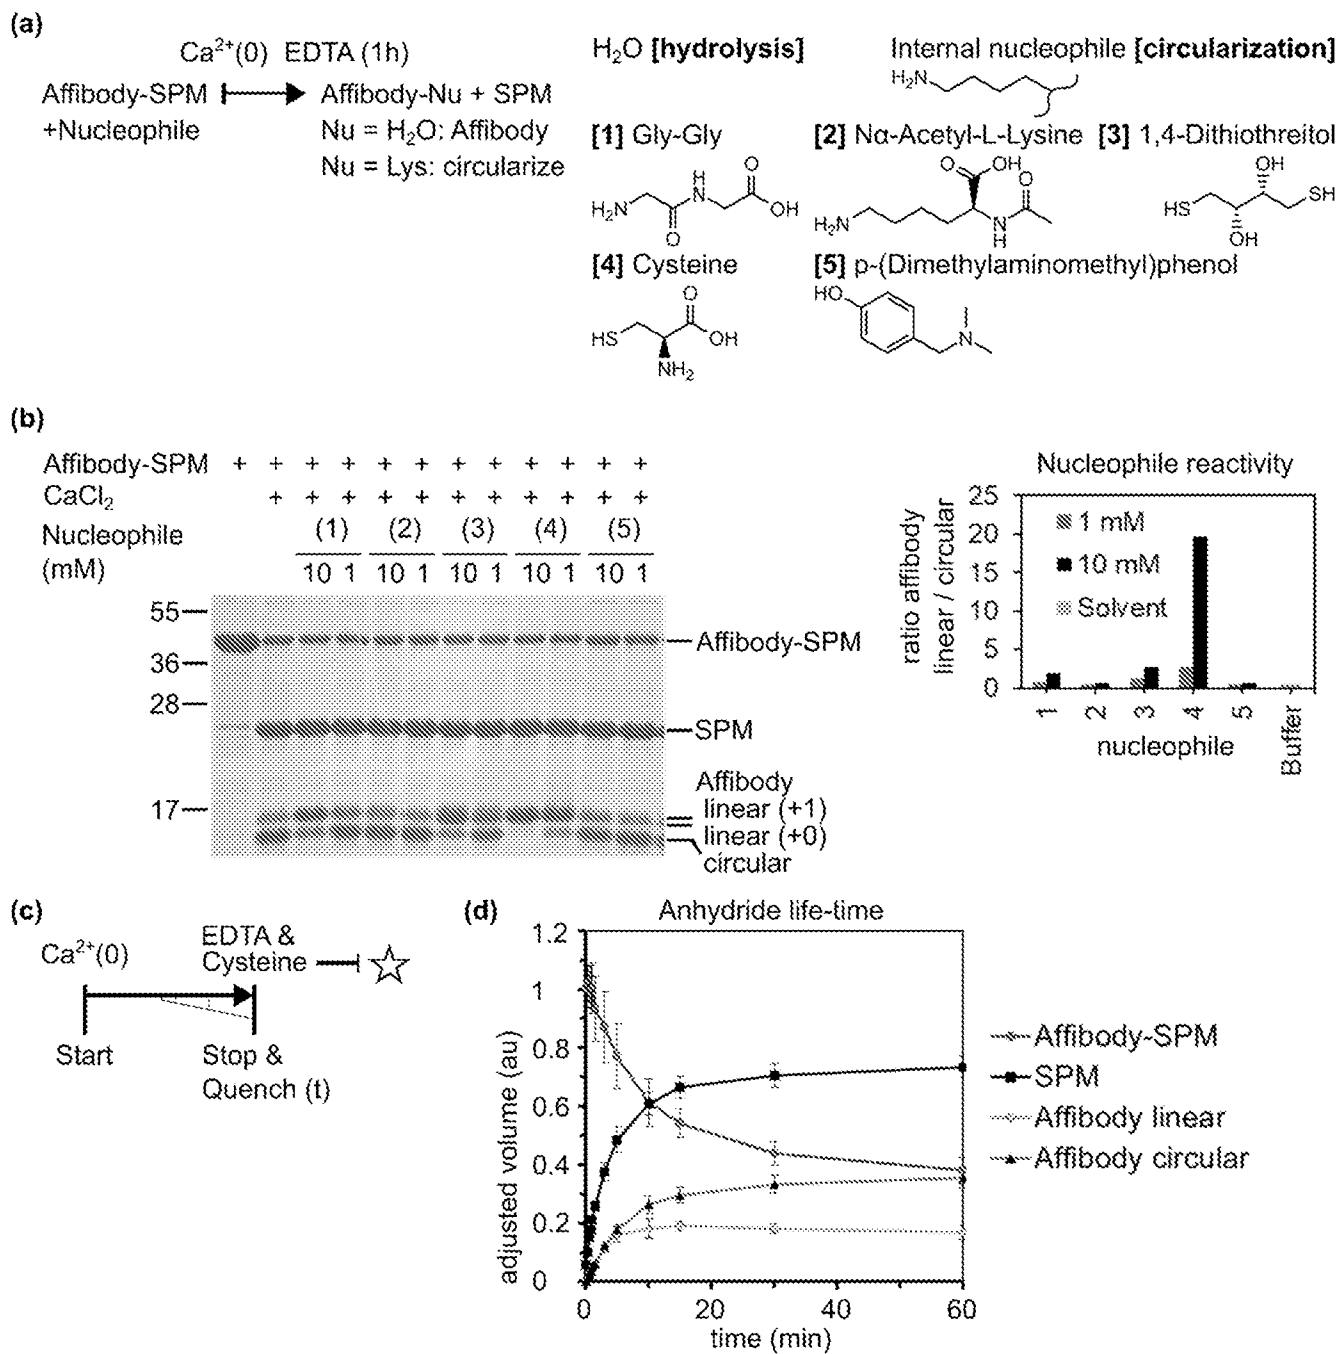 (a)
Ca²⁺(0) EDTA (1h)
Affibody-SPM Affibody-Nu + SPM
+Nucleophile Nu = H₂O: Affibody
Nu = Lys: circularize
H₂O [hydrolysis] Internal nucleophile [circularization]
H₂N
[1] Gly-Gly [2] Nα-Acetyl-L-Lysine [3] 1,4-Dithiothreitol
H₂N O H N O OH
H₂N O OH O N H
HS OH OH SH
[4] Cysteine [5] p-(Dimethylaminomethyl)phenol
HS O OH NH₂
HO N
(b)
Affibody-SPM + + + + + + + + + + + +
CaCl₂ + + + + + + + + + + +
Nucleophile (1) (2) (3) (4) (5)
(mM) 10 1 10 1 10 1 10 1 10 1
55
Affibody-SPM
36
28
SPM
17
Affibody
linear (+1)
linear (+0)
circular
Nucleophile reactivity
ratio affibody
linear / circular
25
20
15
10
5
0
1 mM
10 mM
Solvent
1 2 3 4 5 Buffer
nucleophile
(c)
Ca²⁺(0)
EDTA &
Cysteine
Start
Stop &
Quench (t)
(d)
Anhydride life-time
adjusted volume (au)
1.2
1
0.8
0.6
0.4
0.2
0
0 20 40 60
time (min)
Affibody-SPM
SPM
Affibody linear
Affibody circular